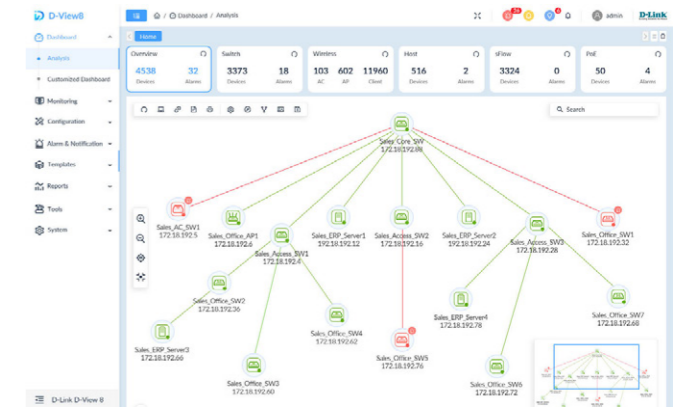 D-View8
Dashboard / Analysis
36
4
admin
D-Link
Dashboard
Analysis
Customized Dashboard
Monitoring
Configuration
Alarm & Notification
Templates
Reports
Tools
System
D-Link D-View 8
Home
Overview
4538 32
Devices Alarms
Switch
3373 18
Devices Alarms
Wireless
103 602 11960
AC AP Client
Host
516 2
Devices Alarms
sFlow
3324 0
Devices Alarms
PoE
50 4
Devices Alarms
Search
Sales_Core_SW
172.18.192.88
Sales_AC_SW1
172.18.192.5
Sales_Office_AP1
172.18.192.6
Sales_Access_SW1
172.18.192.4
Sales_ERP_Server1
192.18.192.12
Sales_Access_SW2
172.18.192.16
Sales_ERP_Server2
192.18.192.24
Sales_Access_SW3
172.18.192.28
Sales_Office_SW1
172.18.192.32
Sales_Office_SW2
172.18.192.36
Sales_ERP_Server4
172.18.192.78
Sales_Office_SW7
172.18.192.68
Sales_Office_SW4
172.18.192.62
Sales_ERP_Server3
172.18.192.66
Sales_Office_SW5
172.18.192.76
Sales_Office_SW3
172.18.192.60
Sales_Office_SW6
172.18.192.72